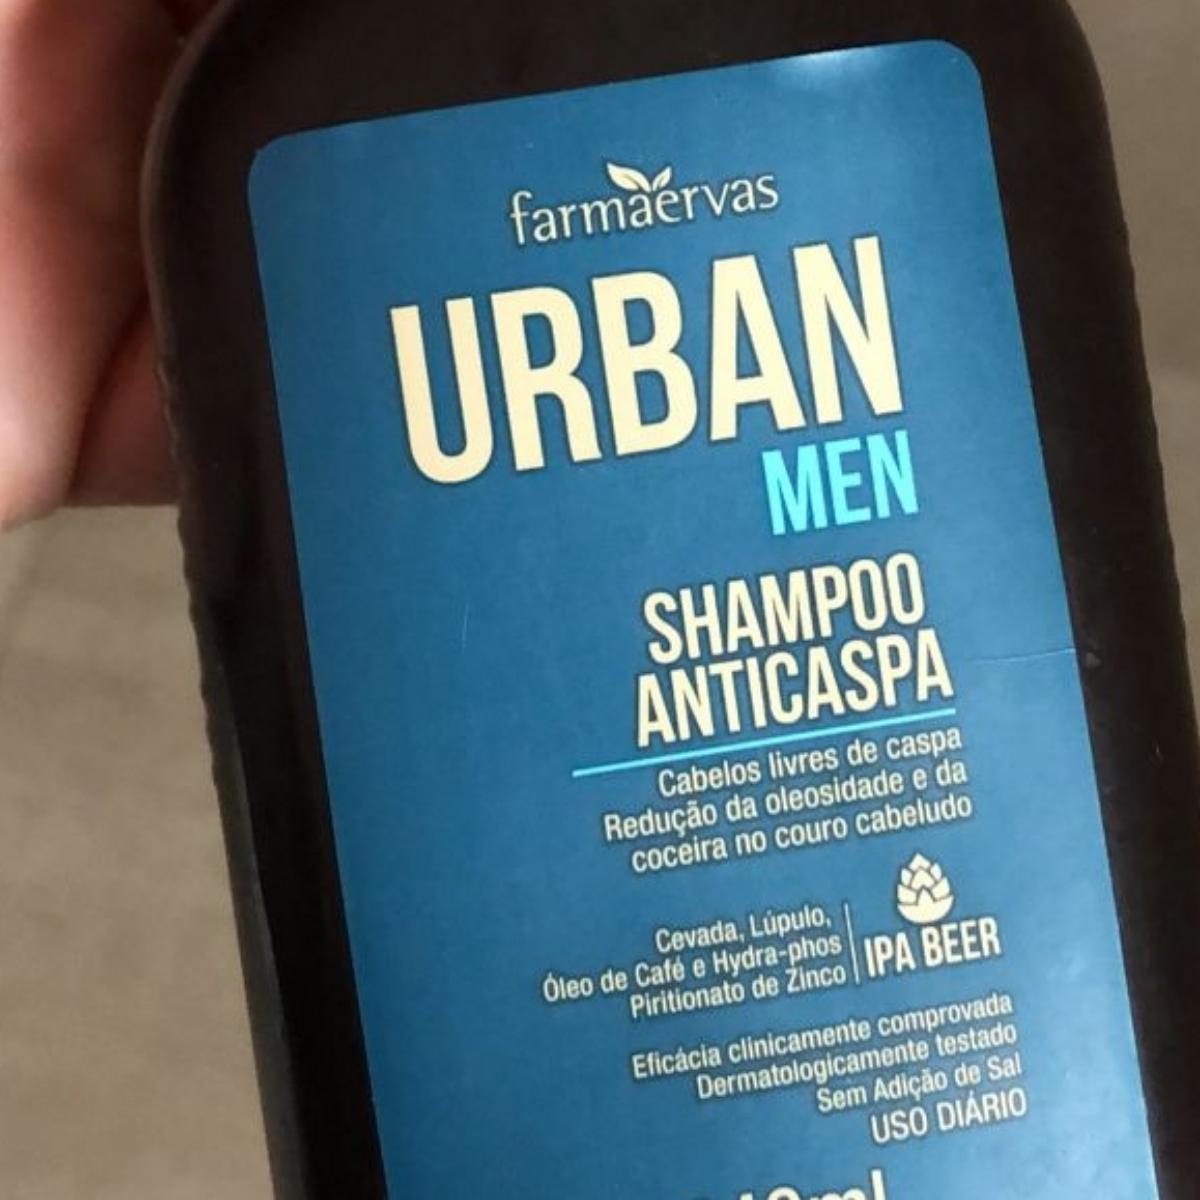 farmaervas
URBAN
MEN
SHAMPOO
ANTICASPA
Cabelos livres de caspa
Redução da oleosidade e da
coceira no couro cabeludo
Cevada, Lúpulo,
Óleo de Café e Hydra-phos
Piritionato de Zinco
IPA BEER
Eficácia clinicamente comprovada
Dermatologicamente testado
Sem Adição de Sal
USO DIÁRIO